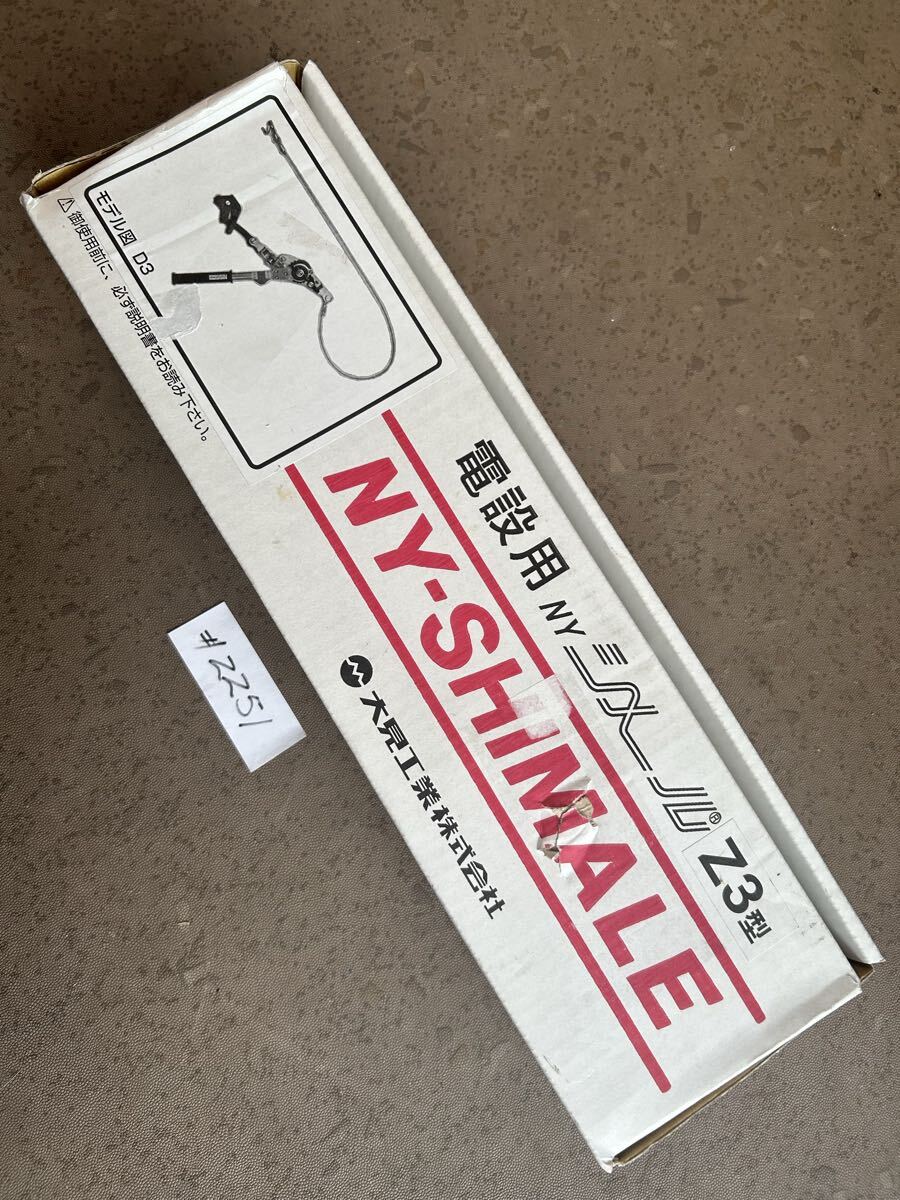 モデル図 D3
⚠御使用前に、必ず説明書をお読み下さい。
電設用 NY シメール® Z3型
NY-SHIMALE
大見工業株式会社
#2251